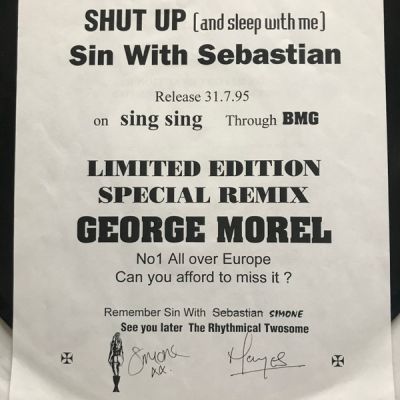 SHUT UP (and sleep with me)
Sin With Sebastian
Release 31.7.95
on sing sing Through BMG
LIMITED EDITION
SPECIAL REMIX
GEORGE MOREL
No1 All over Europe
Can you afford to miss it ?
Remember Sin With Sebastian SIMONE
See you later The Rhythmical Twosome
Simone
xx.